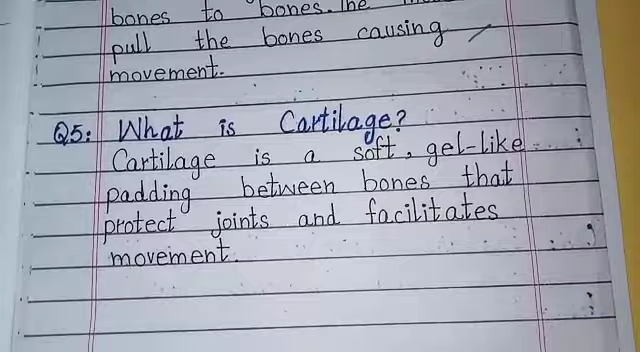 bones to bones. The
pull the bones causing
movement.
Q5: What is Cartilage?
Cartilage is a soft, gel-like
padding between bones that
protect joints and facilitates
movement.